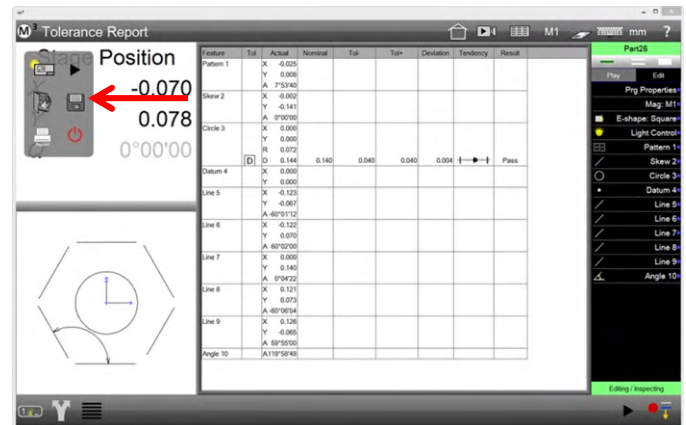 M³ Tolerance Report M1 mm ?
Stage Position
-0.070
0.078
0°00'00
Feature Tol Actual Nominal Tol- Tol+ Deviation Tendency Result
Pattern 1 X -0.025
Y 0.008
A 7°53'40
Skew 2 X -0.002
Y -0.141
A 0°00'00
Circle 3 X 0.000
Y 0.000
R 0.072
D D 0.144 0.140 0.040 0.040 0.004 Pass
Datum 4 X 0.000
Y 0.000
Line 5 X -0.123
Y -0.067
A -60°01'12
Line 6 X -0.122
Y 0.070
A 60°02'00
Line 7 X 0.000
Y 0.140
A 0°04'22
Line 8 X 0.121
Y 0.073
A -60°06'54
Line 9 X 0.126
Y -0.065
A 59°55'00
Angle 10 A119°58'48
Part26
Play Edit
Prg Properties
Mag: M1
E-shape: Square
Light Control
Pattern 1
Skew 2
Circle 3
Datum 4
Line 5
Line 6
Line 7
Line 8
Line 9
Angle 10
Editing / Inspecting